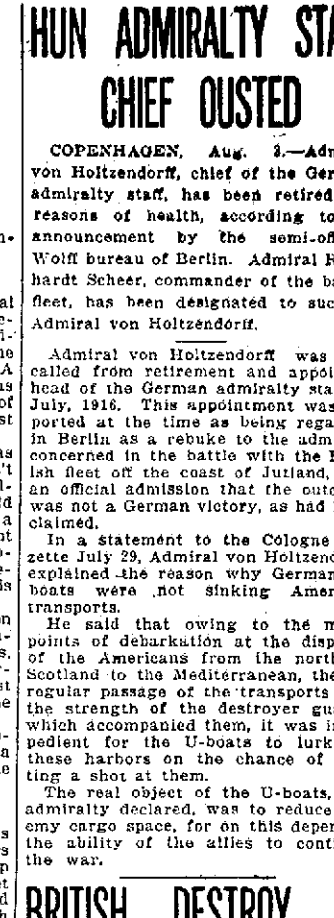 HUN ADMIRALTY STA
CHIEF OUSTED
COPENHAGEN, Aug. 3.—Adm
von Holtzendorff, chief of the Ger
admiralty staff, has been retired
reasons of health, according to
announcement by the semi-off
Wolff bureau of Berlin. Admiral R
hardt Scheer, commander of the ba
fleet, has been designated to suc
Admiral von Holtzendorff.
Admiral von Holtzendorff was
called from retirement and appoi
head of the German admiralty sta
July, 1916. This appointment was
ported at the time as being rega
in Berlin as a rebuke to the adm
concerned in the battle with the B
ish fleet off the coast of Jutland,
an official admission that the outc
was not a German victory, as had
claimed.
In a statement to the Cologne
zette July 29, Admiral von Holtzend
explained the reason why German
boats were not sinking Amer
transports.
He said that owing to the m
points of debarkation at the disp
of the Americans from the north
Scotland to the Mediterranean, the
regular passage of the transports
the strength of the destroyer gu
which accompanied them, it was i
pedient for the U-boats to lurk
these harbors on the chance of
ting a shot at them.
The real object of the U-boats,
admiralty declared, was to reduce
emy cargo space, for on this depen
the ability of the allies to cont
the war.
BRITISH DESTROY